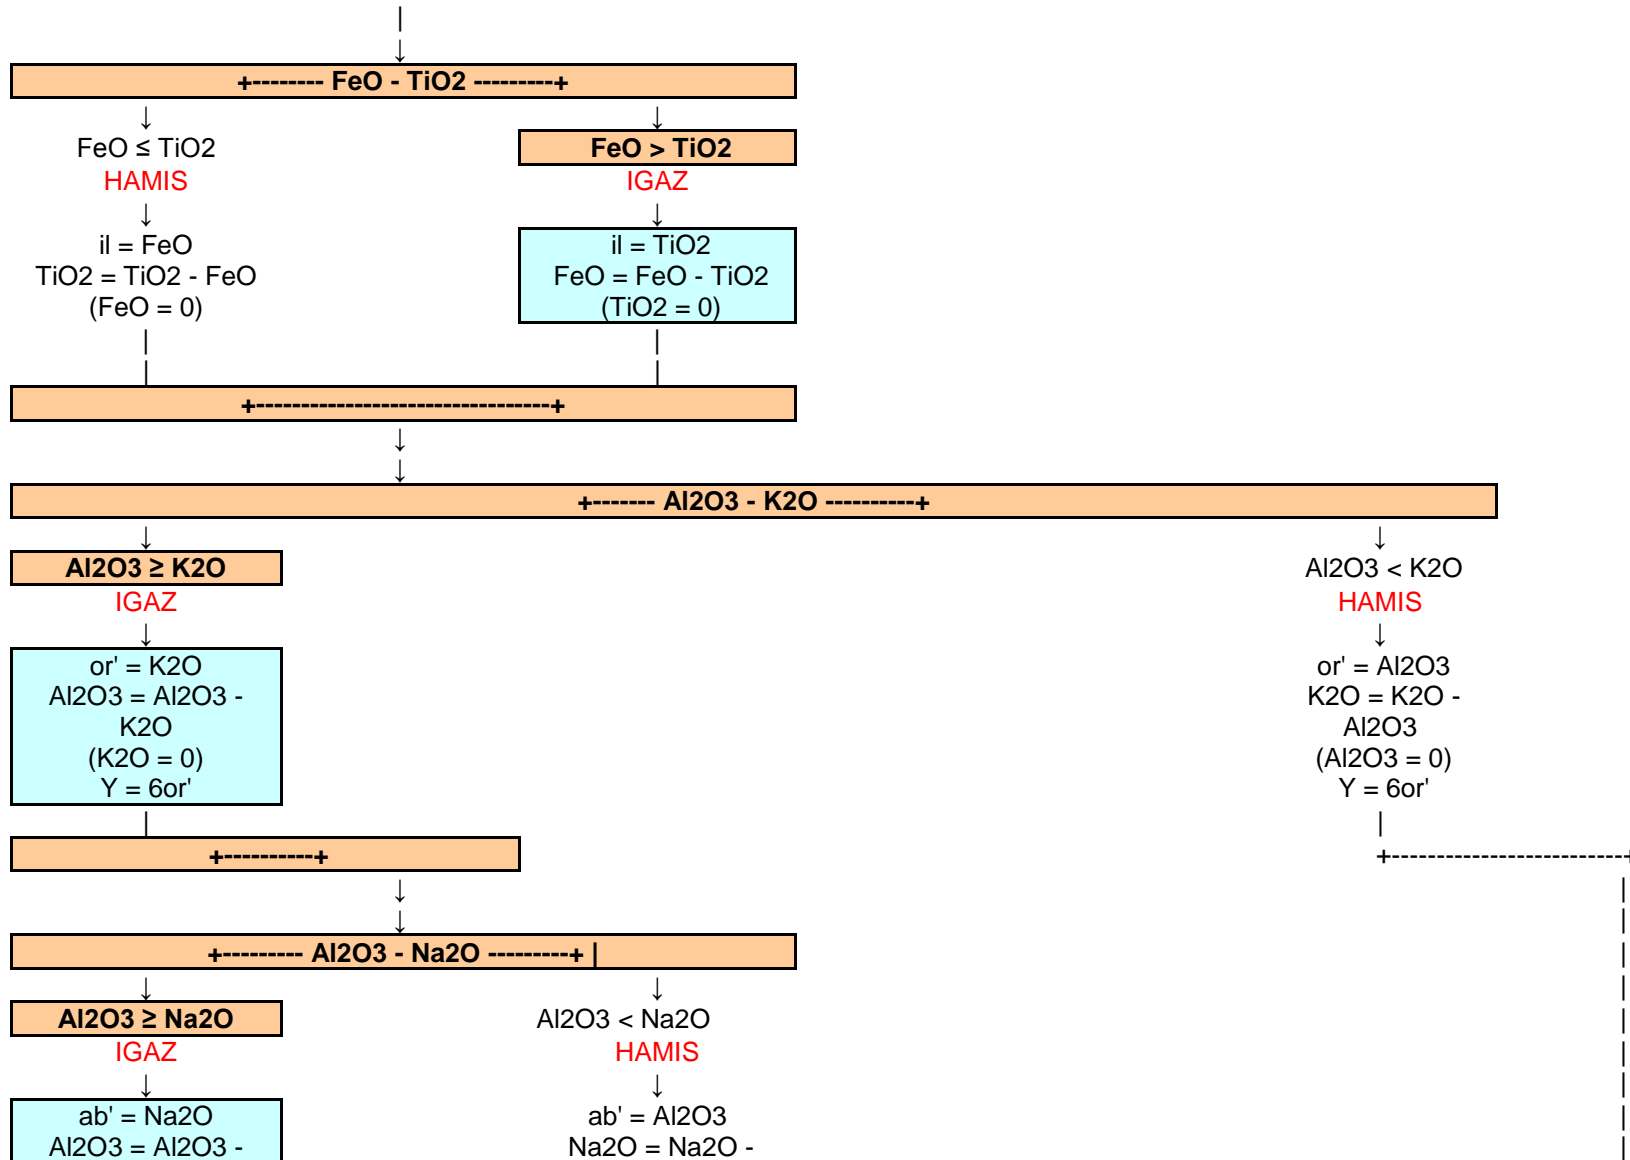 |
↓
+-------- FeO - TiO2 ---------+
↓ ↓
FeO ≤ TiO2 FeO > TiO2
HAMIS IGAZ
↓ ↓
il = FeO il = TiO2
TiO2 = TiO2 - FeO FeO = FeO - TiO2
(FeO = 0) (TiO2 = 0)
| |
| |
+---------------------------------+
↓
↓
+------- Al2O3 - K2O ----------+
↓ ↓
Al2O3 ≥ K2O Al2O3 < K2O
IGAZ HAMIS
↓ ↓
or' = K2O or' = Al2O3
Al2O3 = Al2O3 - K2O = K2O -
K2O Al2O3
(K2O = 0) (Al2O3 = 0)
Y = 6or' Y = 6or'
| |
+----------+ +--------------------------+
↓ |
↓ |
+--------- Al2O3 - Na2O ---------+ | |
↓ ↓ |
Al2O3 ≥ Na2O Al2O3 < Na2O |
IGAZ HAMIS |
↓ ↓ |
ab' = Na2O ab' = Al2O3 |
Al2O3 = Al2O3 - Na2O = Na2O - |